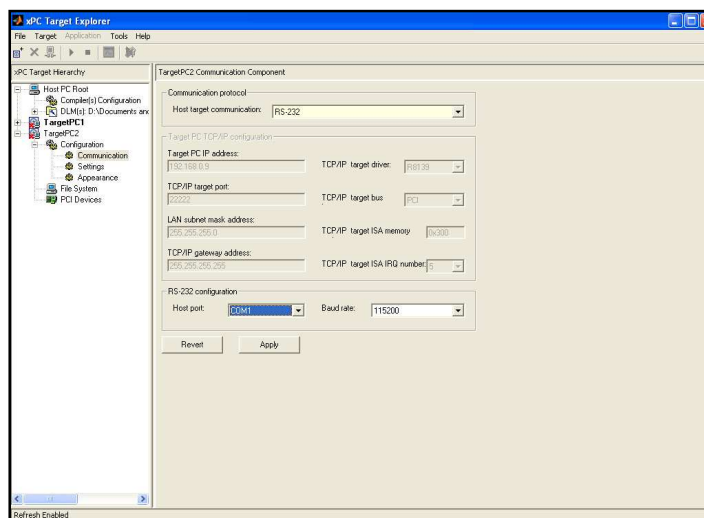 xPC Target Explorer
File Target Application Tools Help
xPC Target Hierarchy
TargetPC2 Communication Component
Host PC Root
Compiler(s) Configuration
DLM(s): D:\Documents anx
TargetPC1
TargetPC2
Configuration
Communication
Settings
Appearance
File System
PCI Devices
Communication protocol
Host target communication: RS-232
Target PC TCP/IP configuration
Target PC IP address:
192.168.0.9
TCP/IP target driver: R8139
TCP/IP target port:
22222
TCP/IP target bus PCI
LAN subnet mask address:
255.255.255.0
TCP/IP target ISA memory 0x300
TCP/IP gateway address:
255.255.255.255
TCP/IP target ISA IRQ number: 5
RS-232 configuration
Host port: COM1 Baud rate: 115200
Revert Apply
Refresh Enabled